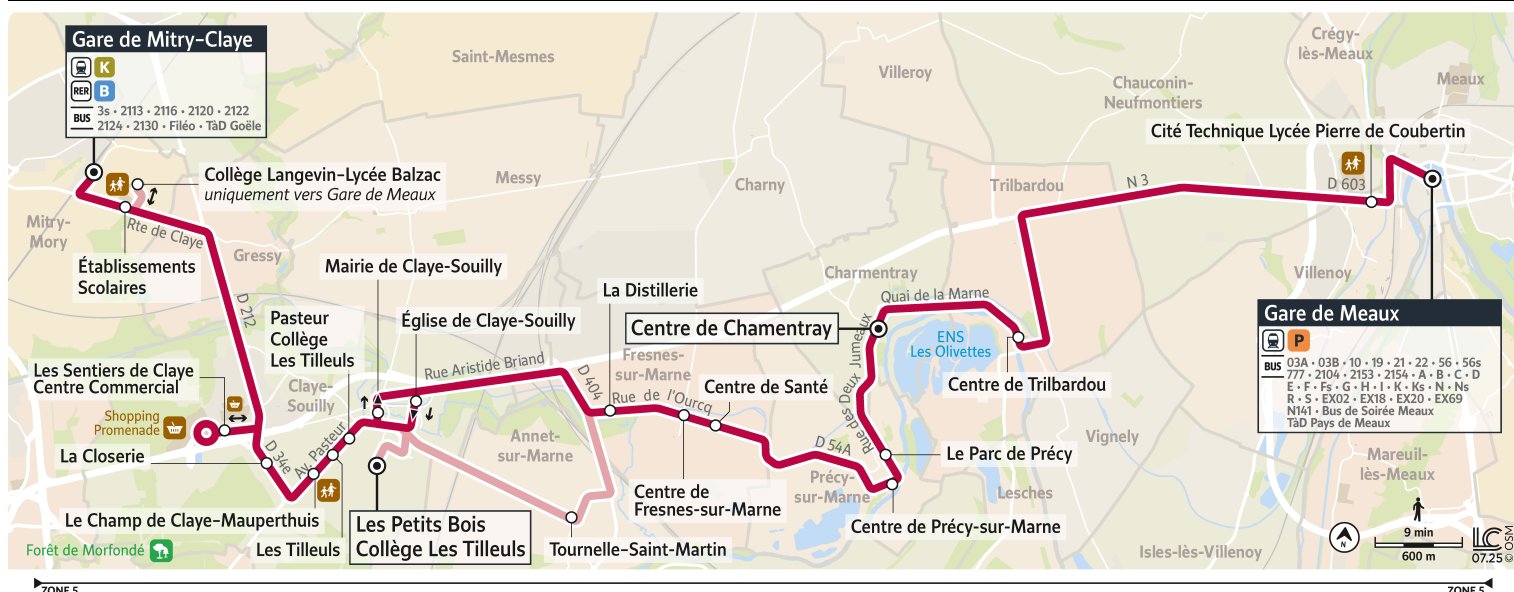 Gare de Mitry-Claye
K
RER B
BUS
3s • 2113 • 2116 • 2120 • 2122
2124 • 2130 • Filéo • TàD Goële
Saint-Mesmes
Villeroy
Crégy-
lès-Meaux
Meaux
Chauconin-
Neufmontiers
Cité Technique Lycée Pierre de Coubertin
Collège Langevin-Lycée Balzac
uniquement vers Gare de Meaux
Messy
Charny
Trilbardou
N 3
D 603
Mitry-
Mory
Rte de Claye
Gressy
Établissements
Scolaires
Mairie de Claye-Souilly
Charmentray
Villenoy
D 212
La Distillerie
Quai de la Marne
Pasteur
Collège
Les Tilleuls
Église de Claye-Souilly
Centre de Chamentray
ENS
Les Olivettes
Gare de Meaux
P
BUS
03A • 03B • 10 • 19 • 21 • 22 • 56 • 56s
777 • 2104 • 2153 • 2154 • A • B • C • D
E • F • Fs • G • H • I • K • Ks • N • Ns
R • S • EX02 • EX18 • EX20 • EX69
N141 • Bus de Soirée Meaux
TàD Pays de Meaux
Les Sentiers de Claye
Centre Commercial
Claye-
Souilly
Rue Aristide Briand
D 404
Fresnes-
sur-Marne
Rue de l'Ourcq
Centre de Santé
Rue des Deux Jumeaux
Centre de Trilbardou
Shopping
Promenade
La Closerie
D 34e
Av. Pasteur
Annet-
sur-Marne
D 54A
Vignely
Le Parc de Précy
Mareuil-
lès-Meaux
Précy-
sur-Marne
Lesches
Centre de
Fresnes-sur-Marne
Le Champ de Claye-Mauperthuis
Les Petits Bois
Collège Les Tilleuls
Centre de Précy-sur-Marne
Forêt de Morfondé
Les Tilleuls
Tournelle-Saint-Martin
Isles-lès-Villenoy
N
9 min
600 m
LC
07.25
© OSM
ZONE 5
ZONE 5